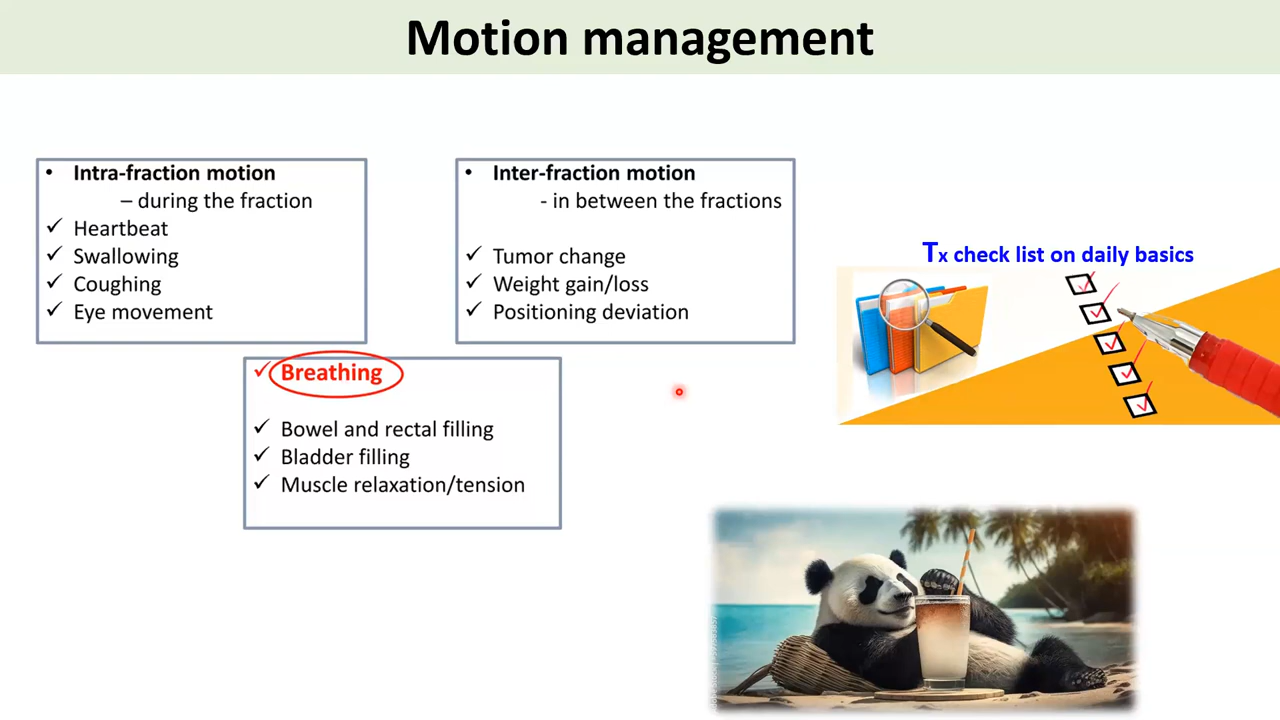 Motion management
• Intra-fraction motion
– during the fraction
✓ Heartbeat
✓ Swallowing
✓ Coughing
✓ Eye movement
• Inter-fraction motion
- in between the fractions
✓ Tumor change
✓ Weight gain/loss
✓ Positioning deviation
✓ Breathing
✓ Bowel and rectal filling
✓ Bladder filling
✓ Muscle relaxation/tension
Tx check list on daily basics